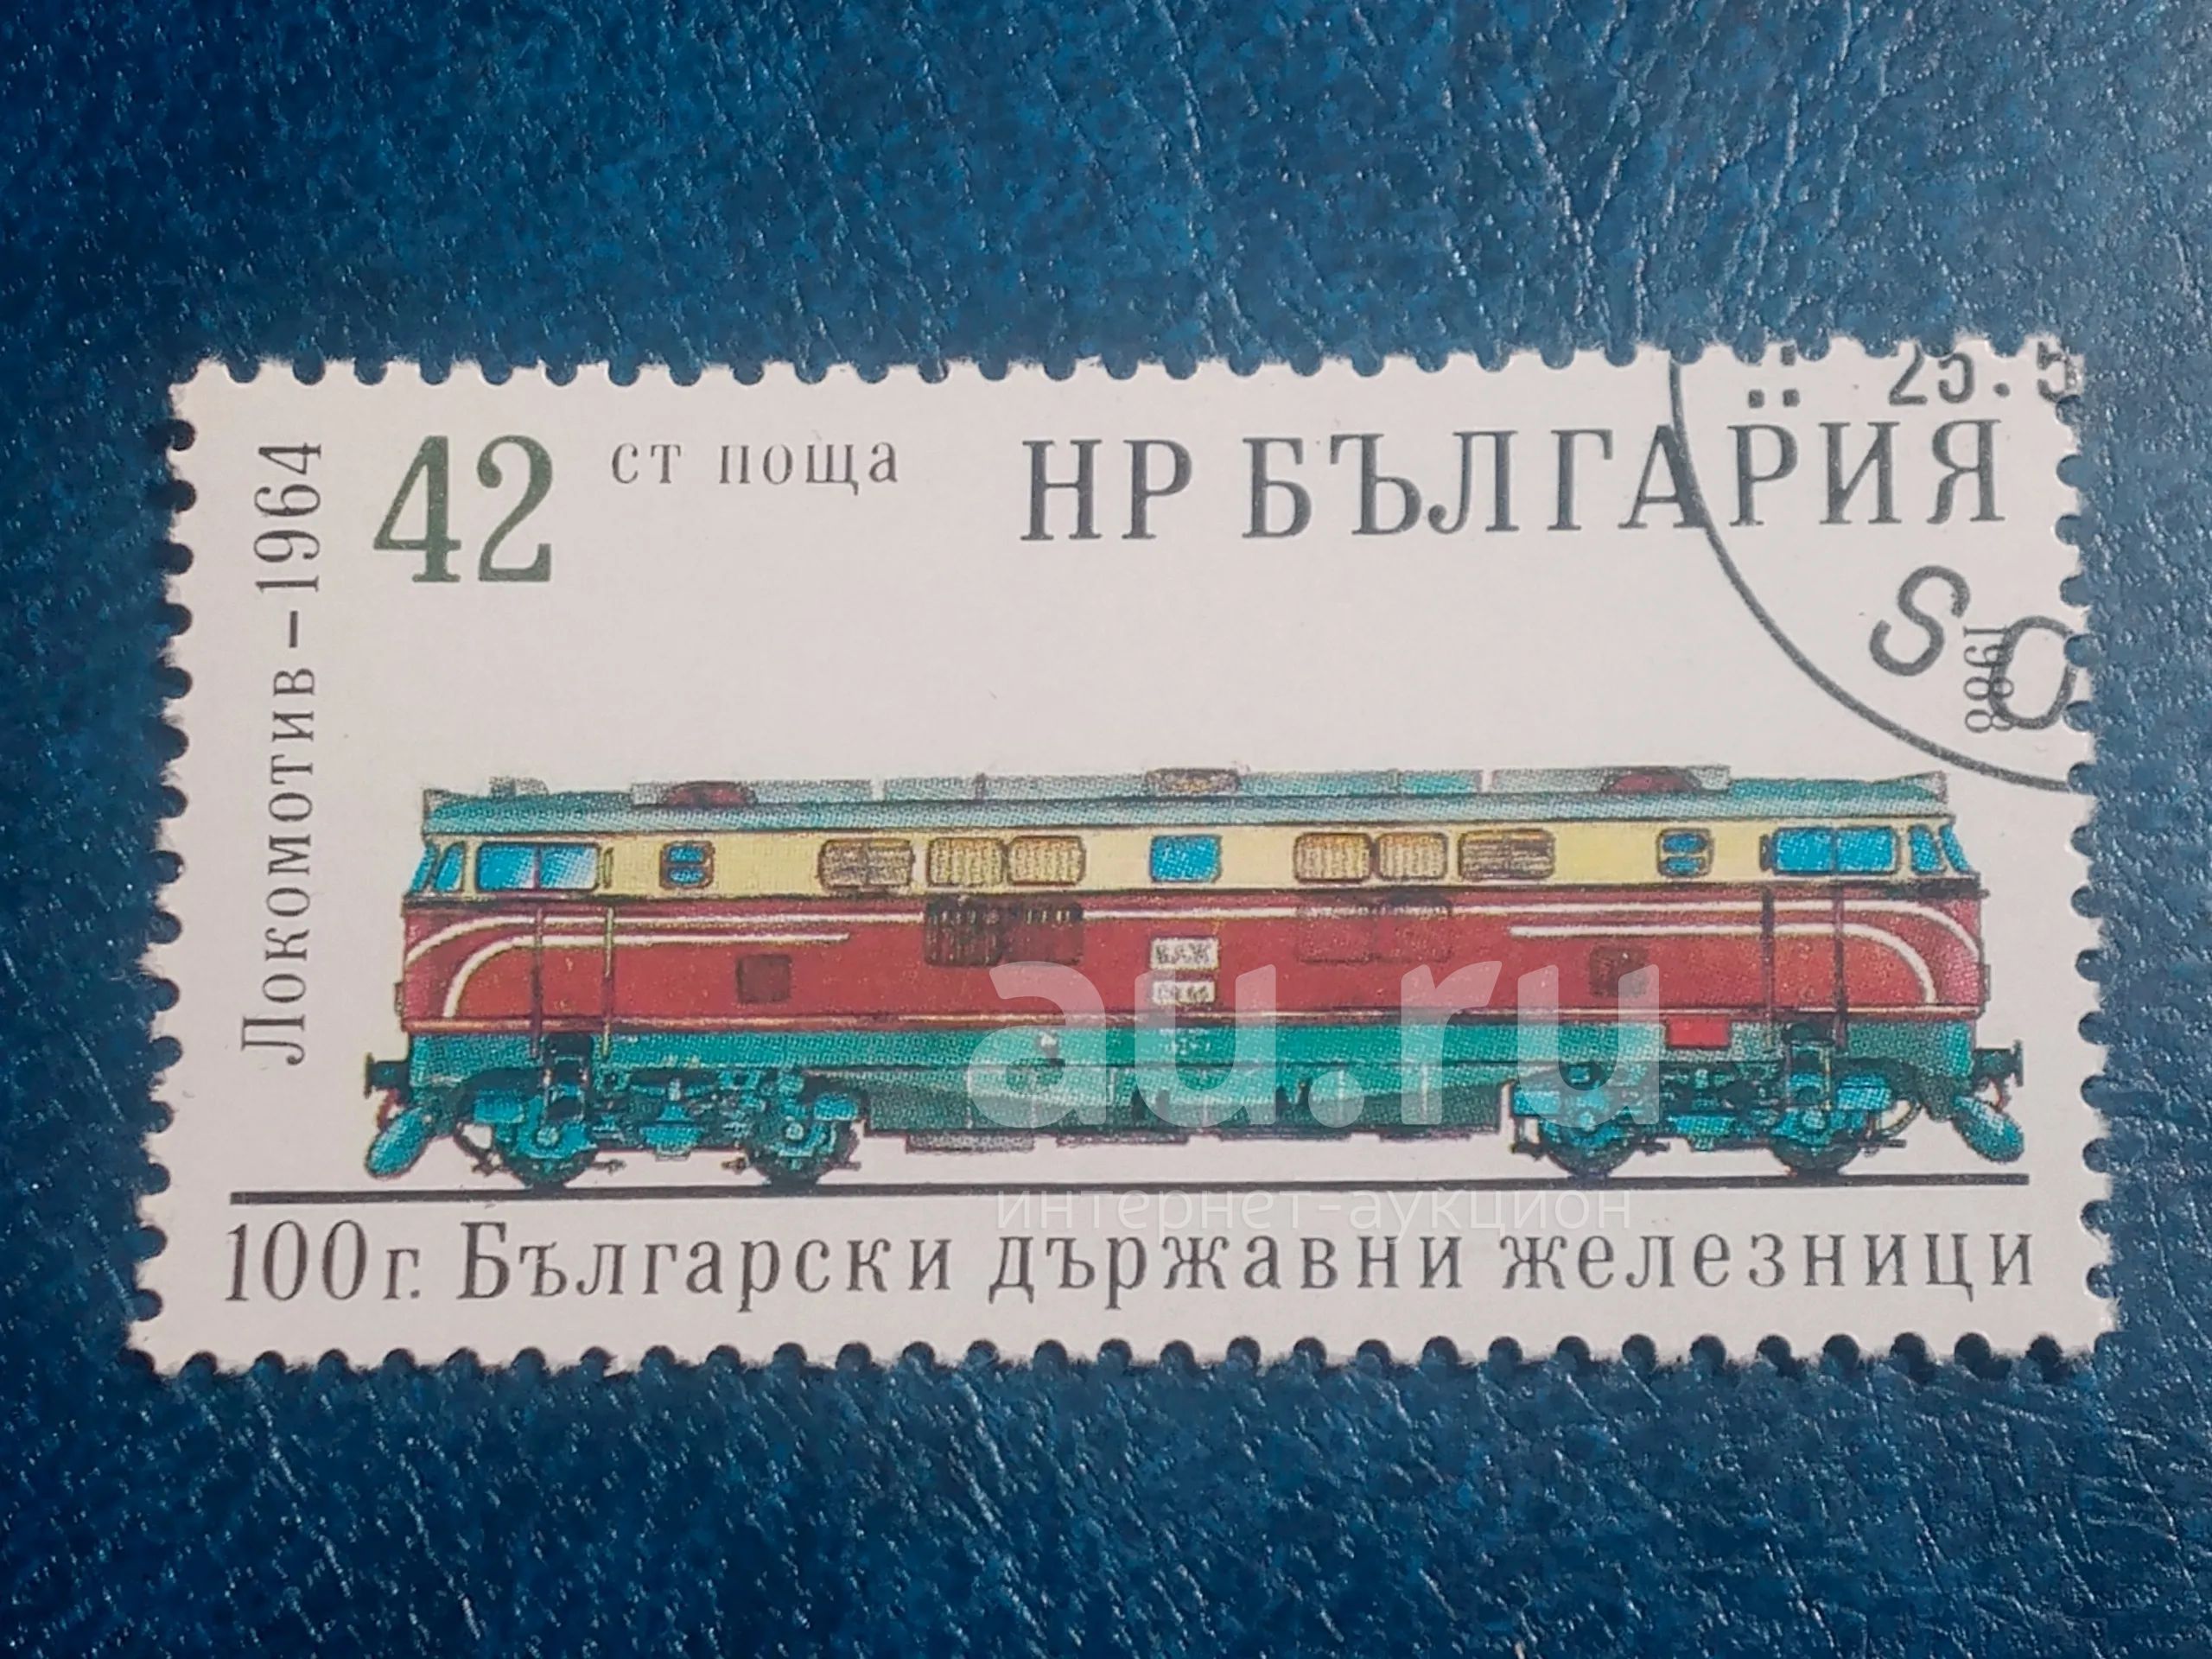 Локомотив – 1964
42 ст поща
НР БЪЛГАРИЯ
25.5
SO
1988
БДЖ
100г. Български държавни железници
au.ru
интернет-аукцион